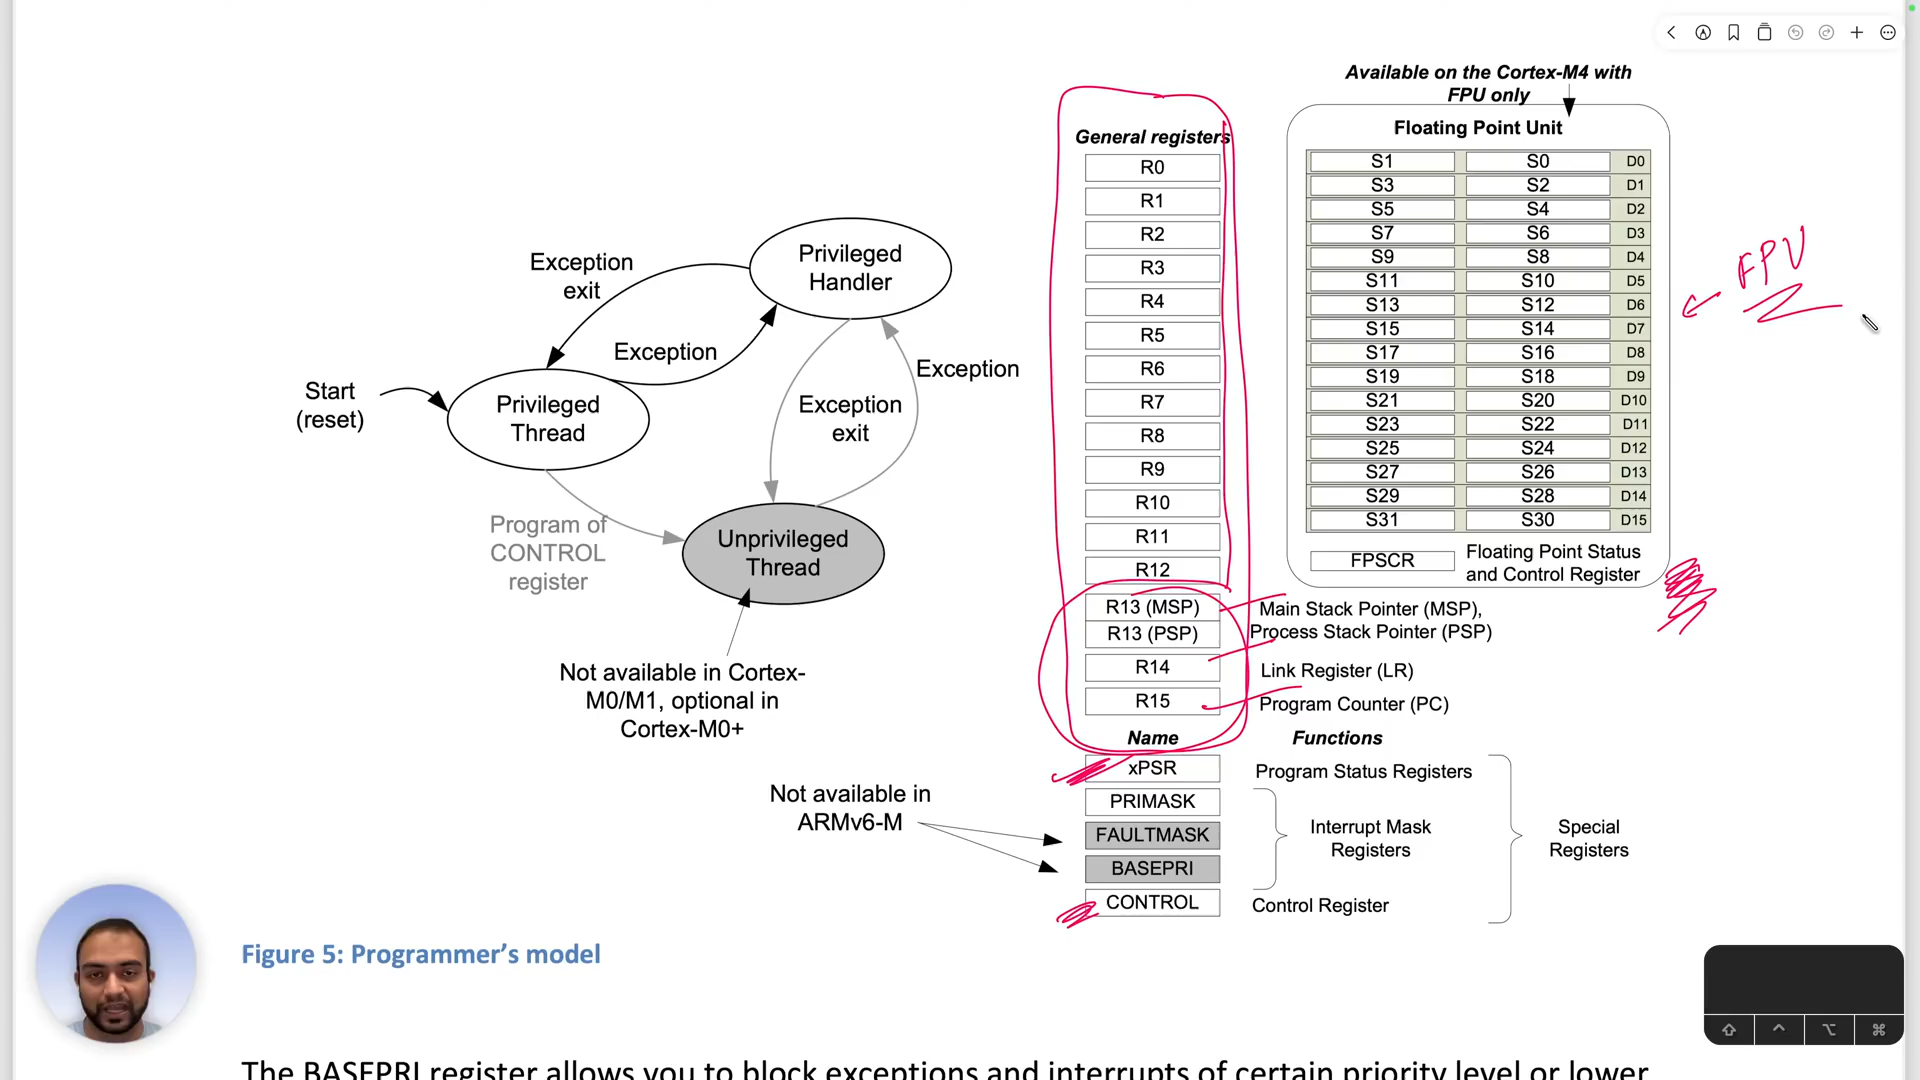 Available on the Cortex-M4 with
FPU only
Floating Point Unit
S1 S0 D0
S3 S2 D1
S5 S4 D2
S7 S6 D3
S9 S8 D4
S11 S10 D5
S13 S12 D6
S15 S14 D7
S17 S16 D8
S19 S18 D9
S21 S20 D10
S23 S22 D11
S25 S24 D12
S27 S26 D13
S29 S28 D14
S31 S30 D15
FPSCR
Floating Point Status
and Control Register
FPU
General registers
R0
R1
R2
R3
R4
R5
R6
R7
R8
R9
R10
R11
R12
R13 (MSP)
R13 (PSP)
Main Stack Pointer (MSP),
Process Stack Pointer (PSP)
R14 Link Register (LR)
R15 Program Counter (PC)
Name Functions
xPSR Program Status Registers
PRIMASK
FAULTMASK
BASEPRI
Interrupt Mask
Registers
Special
Registers
CONTROL Control Register
Privileged
Handler
Exception
exit
Exception
Exception
Start
(reset)
Privileged
Thread
Exception
exit
Program of
CONTROL
register
Unprivileged
Thread
Not available in Cortex-
M0/M1, optional in
Cortex-M0+
Not available in
ARMv6-M
Figure 5: Programmer's model
The BASEPRI register allows you to block exceptions and interrupts of certain priority level or lower